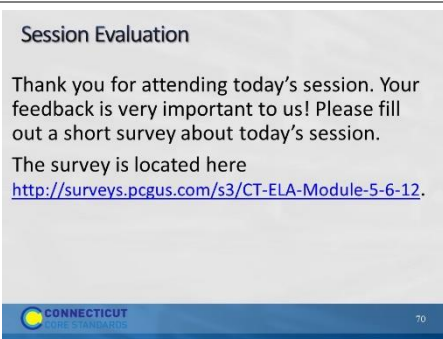 Session Evaluation
Thank you for attending today's session. Your
feedback is very important to us! Please fill
out a short survey about today's session.
The survey is located here
http://surveys.pcgus.com/s3/CT-ELA-Module-5-6-12.
CONNECTICUT
CORE STANDARDS
70